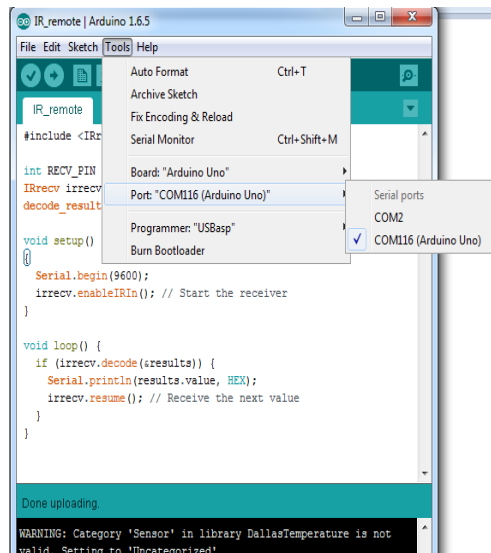 IR_remote | Arduino 1.6.5
File Edit Sketch Tools Help
Auto Format Ctrl+T
Archive Sketch
Fix Encoding & Reload
Serial Monitor Ctrl+Shift+M
Board: "Arduino Uno"
Port: "COM116 (Arduino Uno)"
Programmer: "USBasp"
Burn Bootloader
Serial ports
COM2
COM116 (Arduino Uno)
IR_remote
#include <IRr
int RECV_PIN
IRrecv irrecv
decode_result
void setup()
{
Serial.begin(9600);
irrecv.enableIRIn(); // Start the receiver
}
void loop() {
if (irrecv.decode(&results)) {
Serial.println(results.value, HEX);
irrecv.resume(); // Receive the next value
}
}
Done uploading.
WARNING: Category 'Sensor' in library DallasTemperature is not
valid. Setting to 'Uncategorized'